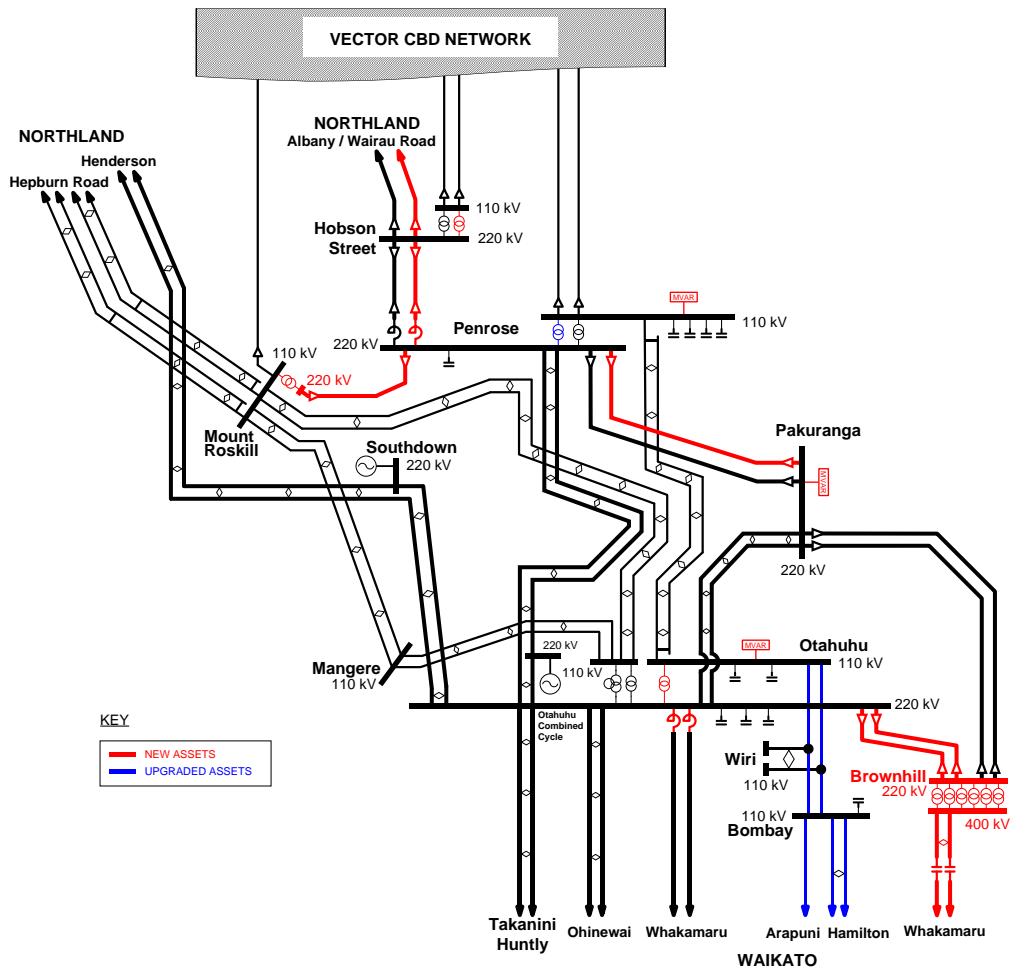 VECTOR CBD NETWORK
NORTHLAND
Albany / Wairau Road
NORTHLAND
Henderson
Hepburn Road
110 kV
Hobson
Street
220 kV
MVAR
Penrose
110 kV
220 kV
110 kV
220 kV
Mount
Roskill
Southdown
220 kV
Pakuranga
MVAR
220 kV
Otahuhu
220 kV
MVAR
110 kV
110 kV
Mangere
110 kV
220 kV
Otahuhu
Combined
Cycle
KEY
NEW ASSETS
UPGRADED ASSETS
Wiri
110 kV
Brownhill
220 kV
110 kV
Bombay
400 kV
Takanini
Huntly
Ohinewai
Whakamaru
Arapuni
Hamilton
Whakamaru
WAIKATO